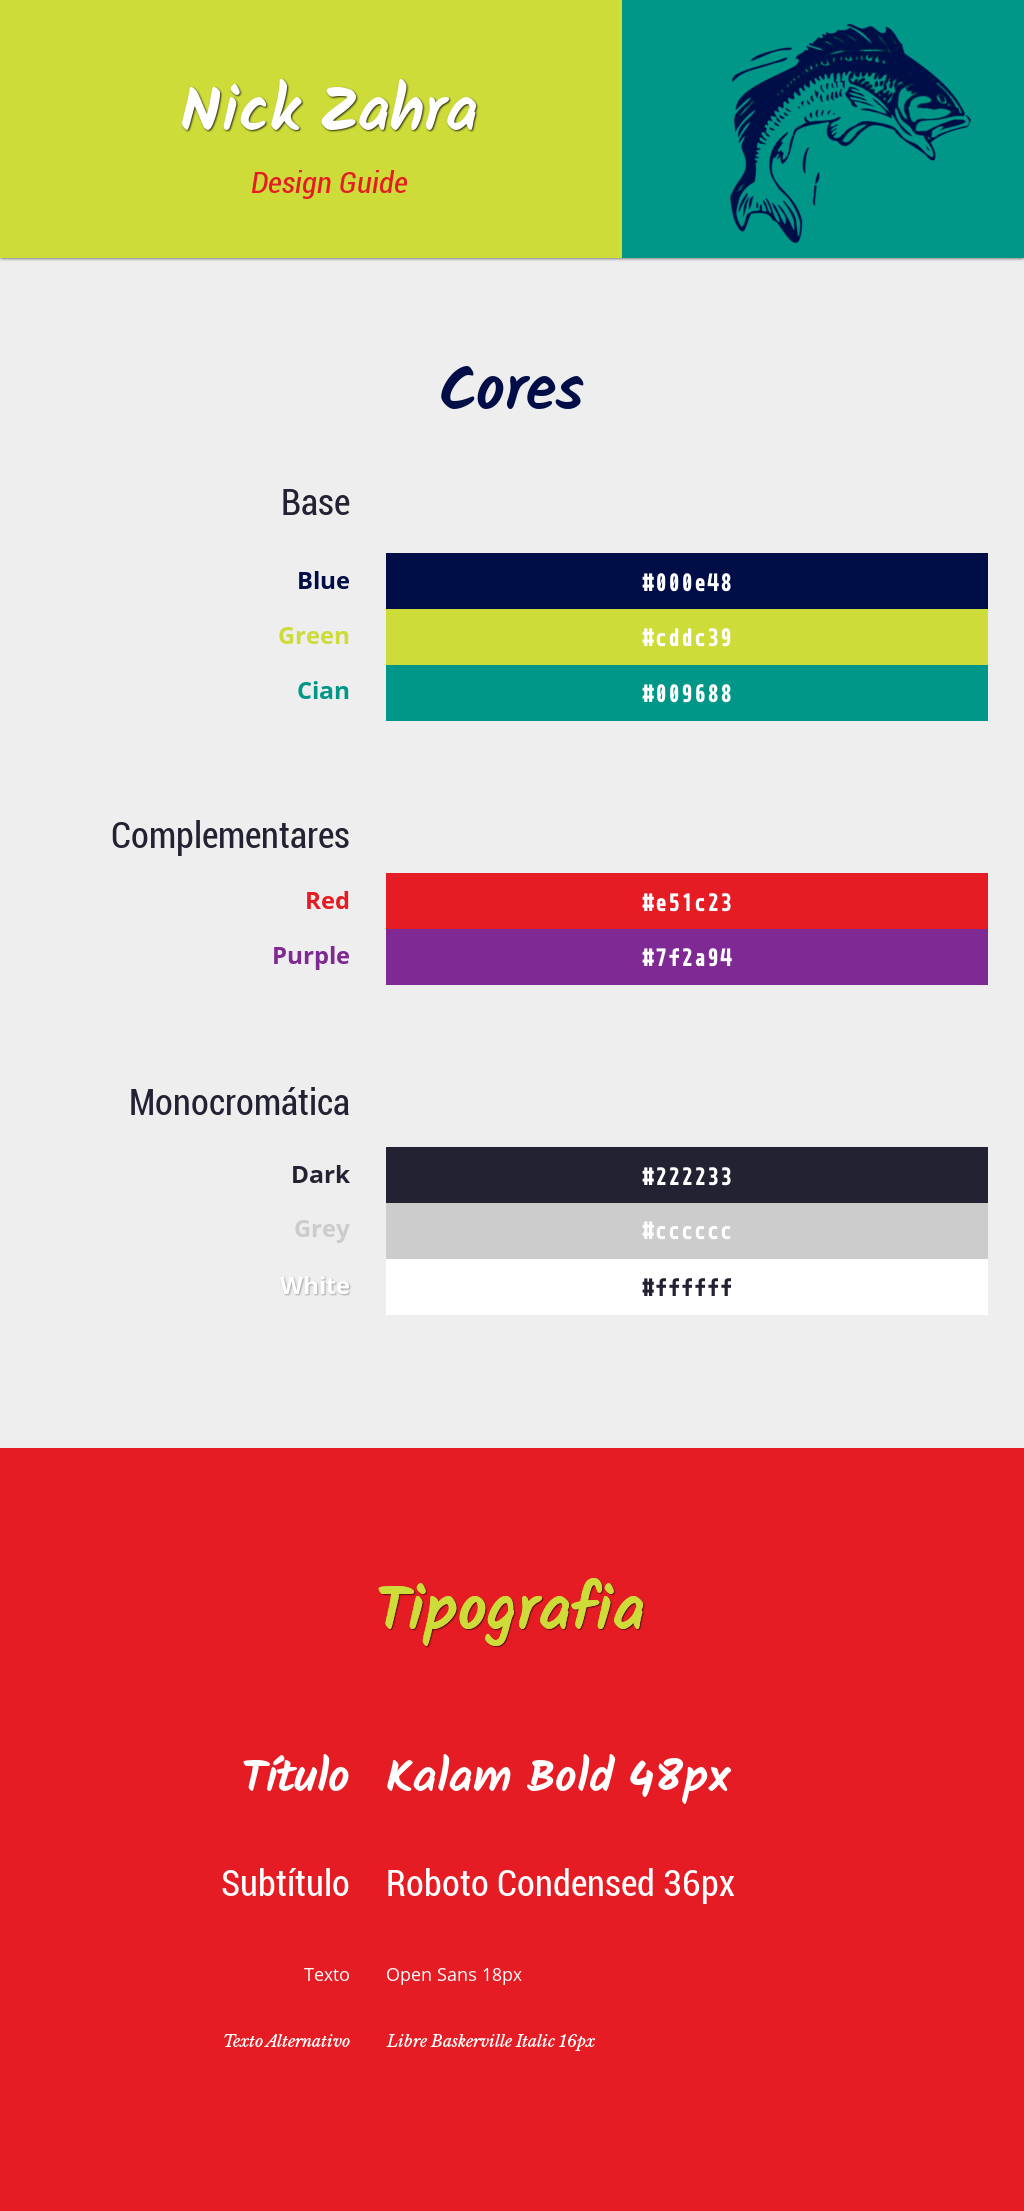 Nick Zahra
Design Guide
Cores
Base
Blue #000e48
Green #cddc39
Cian #009688
Complementares
Red #e51c23
Purple #7f2a94
Monocromática
Dark #222233
Grey #cccccc
White #ffffff
Tipografia
Título Kalam Bold 48px
Subtítulo Roboto Condensed 36px
Texto Open Sans 18px
Texto Alternativo Libre Baskerville Italic 16px